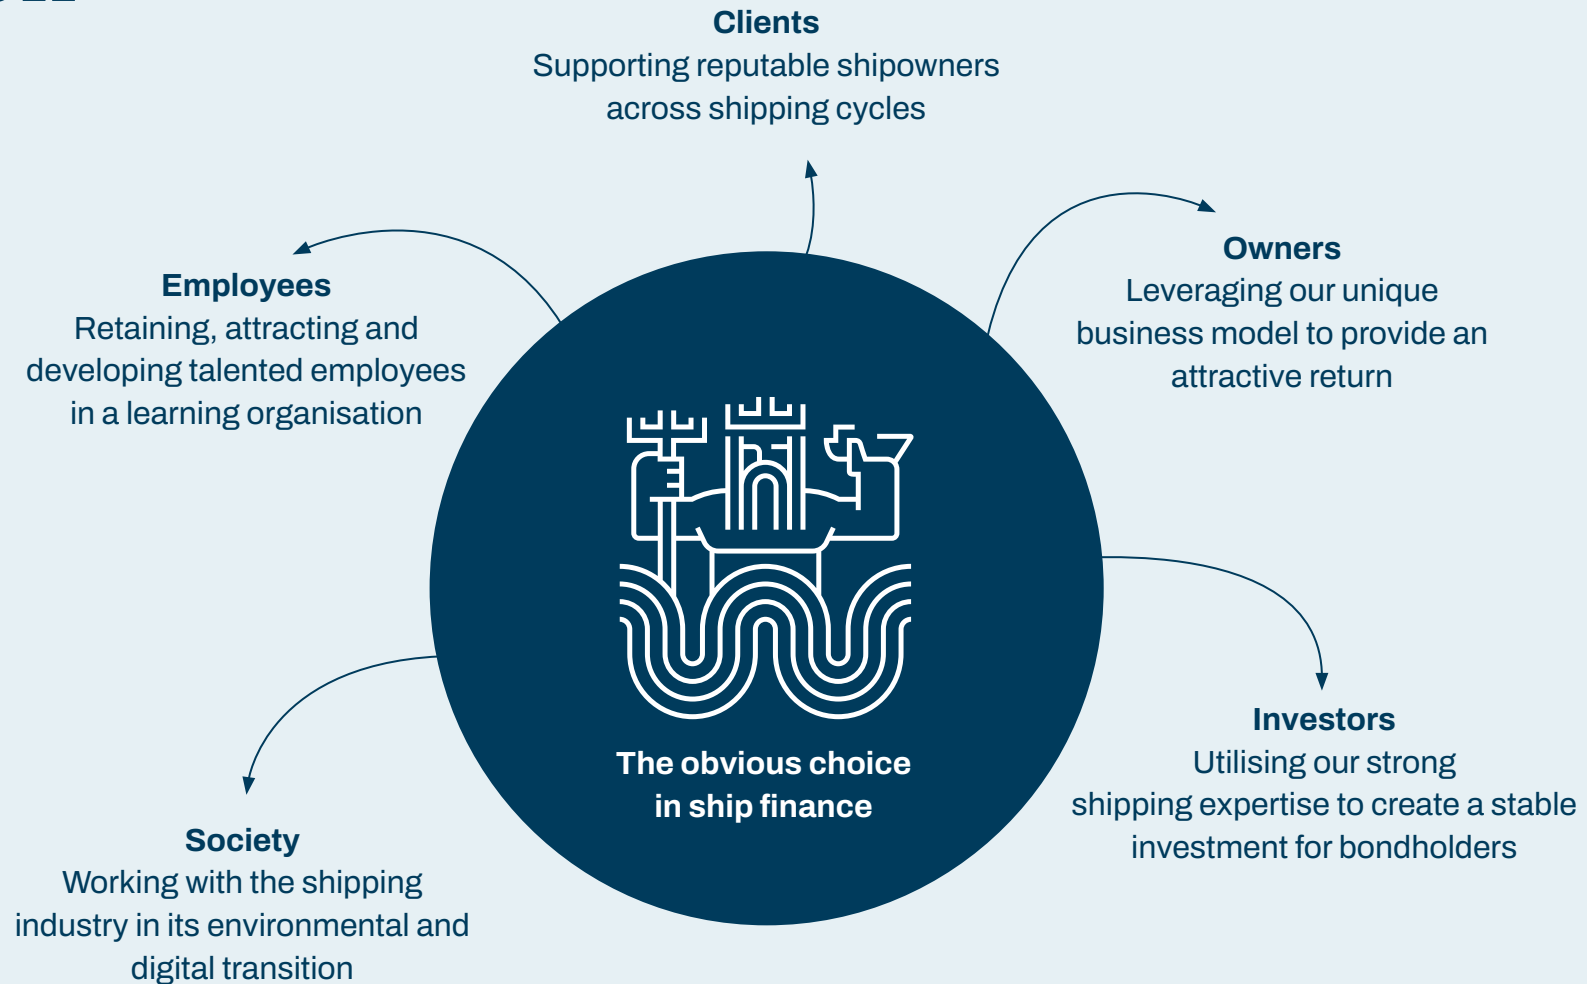 Clients
Supporting reputable shipowners
across shipping cycles
Owners
Leveraging our unique
business model to provide an
attractive return
Employees
Retaining, attracting and
developing talented employees
in a learning organisation
The obvious choice
in ship finance
Investors
Utilising our strong
shipping expertise to create a stable
investment for bondholders
Society
Working with the shipping
industry in its environmental and
digital transition